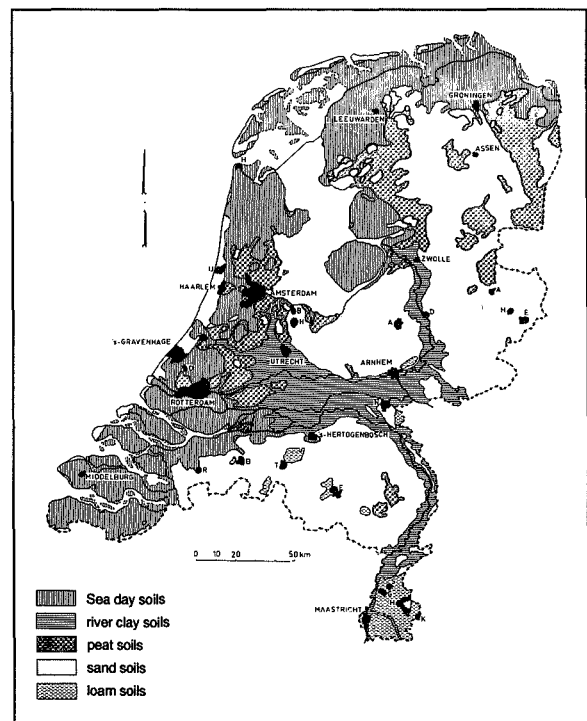 GRONINGEN
LEEUWARDEN
ASSEN
H
ZWOLLE
IJ
HAARLEM
AMSTERDAM
A
B
H
H
E
D
A
's-GRAVENHAGE
UTRECHT
ARNHEM
ROTTERDAM
's-HERTOGENBOSCH
R
B
T
E
MIDDELBURG
0 10 20 50 km
MAASTRICHT
H
K
Sea day soils
river clay soils
peat soils
sand soils
loam soils